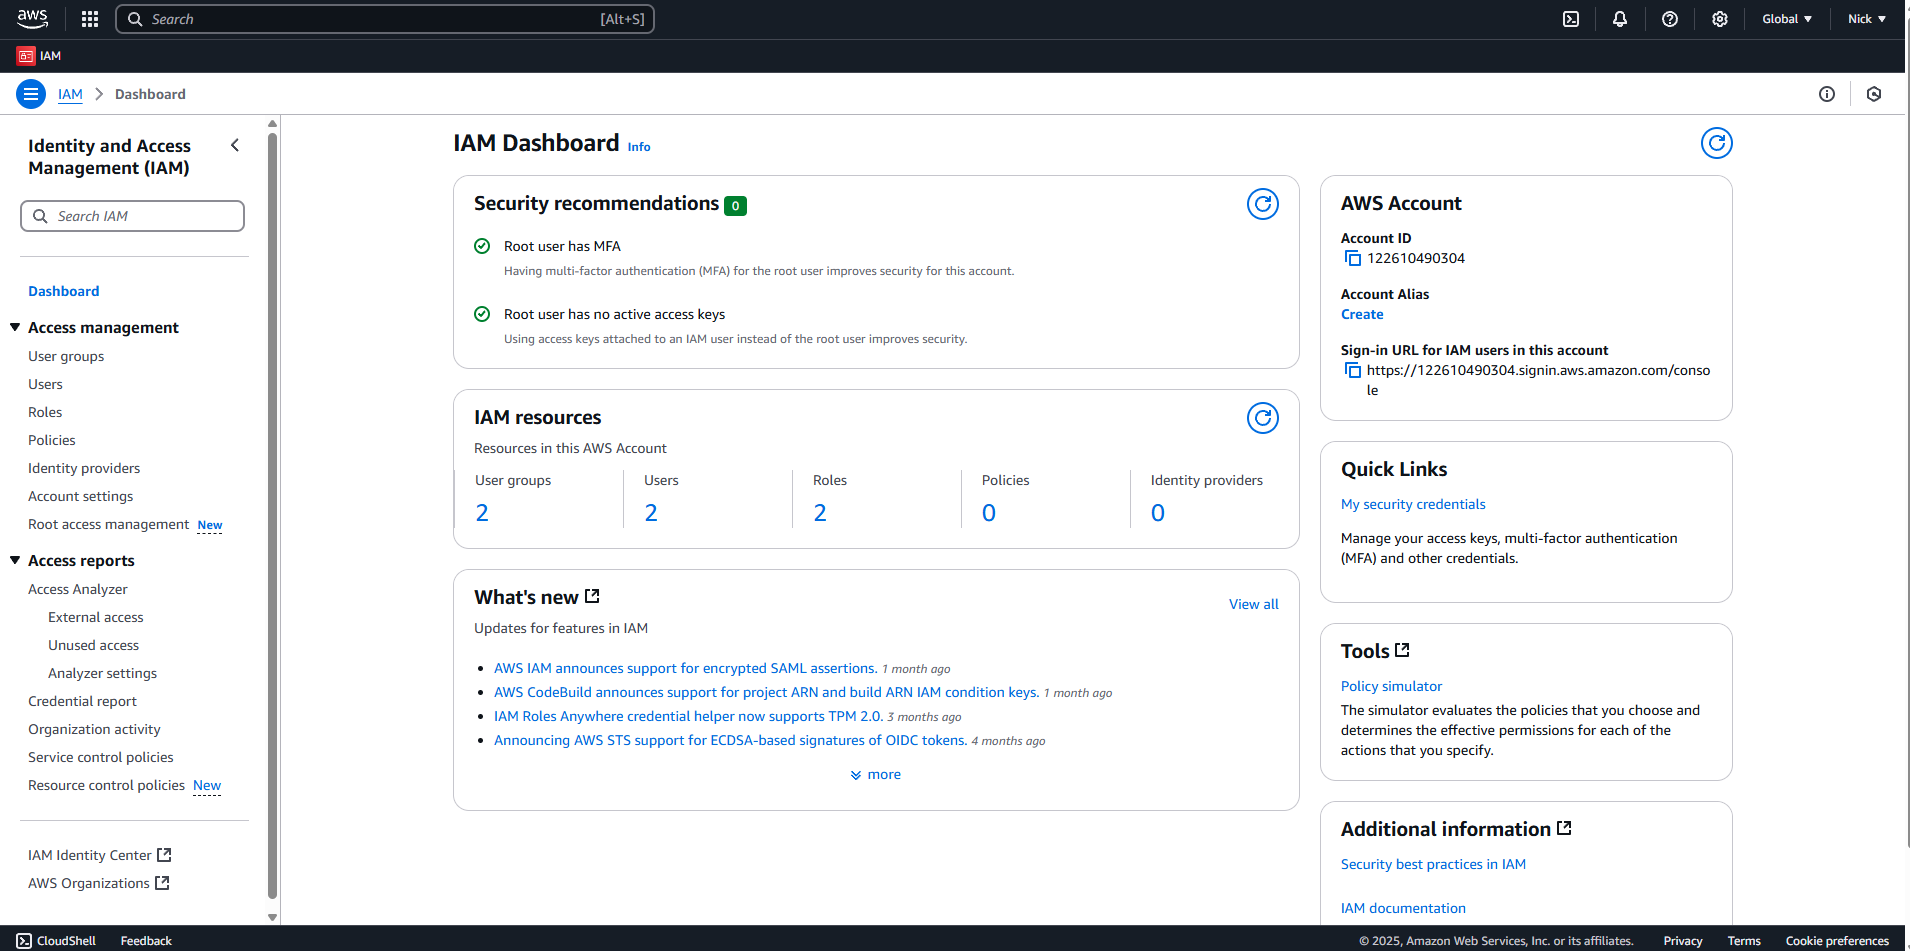 aws
Search [Alt+S]
Global
Nick
IAM
IAM
Dashboard
Identity and Access
Management (IAM)
Search IAM
Dashboard
Access management
User groups
Users
Roles
Policies
Identity providers
Account settings
Root access management New
Access reports
Access Analyzer
External access
Unused access
Analyzer settings
Credential report
Organization activity
Service control policies
Resource control policies New
IAM Identity Center
AWS Organizations
IAM Dashboard Info
Security recommendations 0
Root user has MFA
Having multi-factor authentication (MFA) for the root user improves security for this account.
Root user has no active access keys
Using access keys attached to an IAM user instead of the root user improves security.
IAM resources
Resources in this AWS Account
User groups
2
Users
2
Roles
2
Policies
0
Identity providers
0
What's new
View all
Updates for features in IAM
AWS IAM announces support for encrypted SAML assertions. 1 month ago
AWS CodeBuild announces support for project ARN and build ARN IAM condition keys. 1 month ago
IAM Roles Anywhere credential helper now supports TPM 2.0. 3 months ago
Announcing AWS STS support for ECDSA-based signatures of OIDC tokens. 4 months ago
more
AWS Account
Account ID
122610490304
Account Alias
Create
Sign-in URL for IAM users in this account
https://122610490304.signin.aws.amazon.com/conso
le
Quick Links
My security credentials
Manage your access keys, multi-factor authentication
(MFA) and other credentials.
Tools
Policy simulator
The simulator evaluates the policies that you choose and
determines the effective permissions for each of the
actions that you specify.
Additional information
Security best practices in IAM
IAM documentation
CloudShell
Feedback
© 2025, Amazon Web Services, Inc. or its affiliates.
Privacy
Terms
Cookie preferences